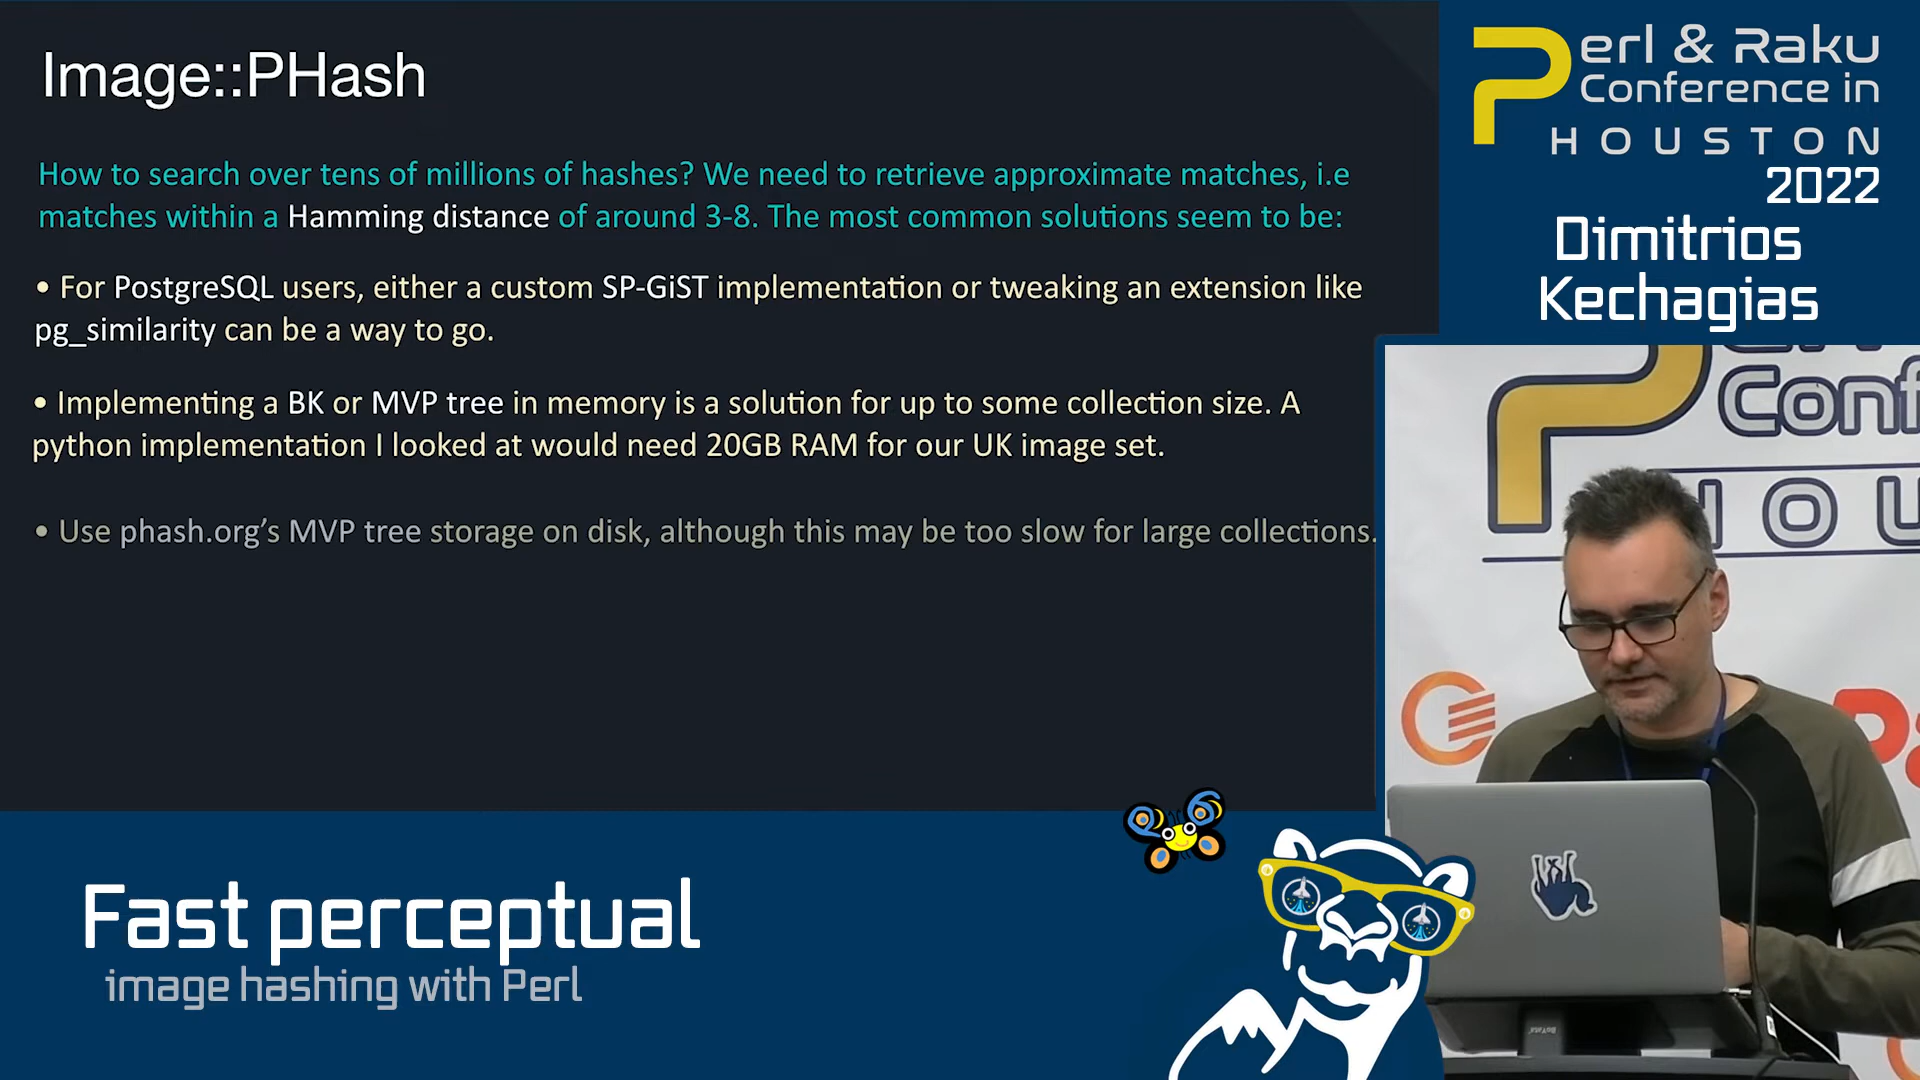 Image::PHash
How to search over tens of millions of hashes? We need to retrieve approximate matches, i.e
matches within a Hamming distance of around 3-8. The most common solutions seem to be:
• For PostgreSQL users, either a custom SP-GiST implementation or tweaking an extension like
pg_similarity can be a way to go.
• Implementing a BK or MVP tree in memory is a solution for up to some collection size. A
python implementation I looked at would need 20GB RAM for our UK image set.
• Use phash.org’s MVP tree storage on disk, although this may be too slow for large collections.
Perl & Raku
Conference in
HOUSTON
2022
Dimitrios
Kechagias
Conf
HOU
Fast perceptual
image hashing with Perl